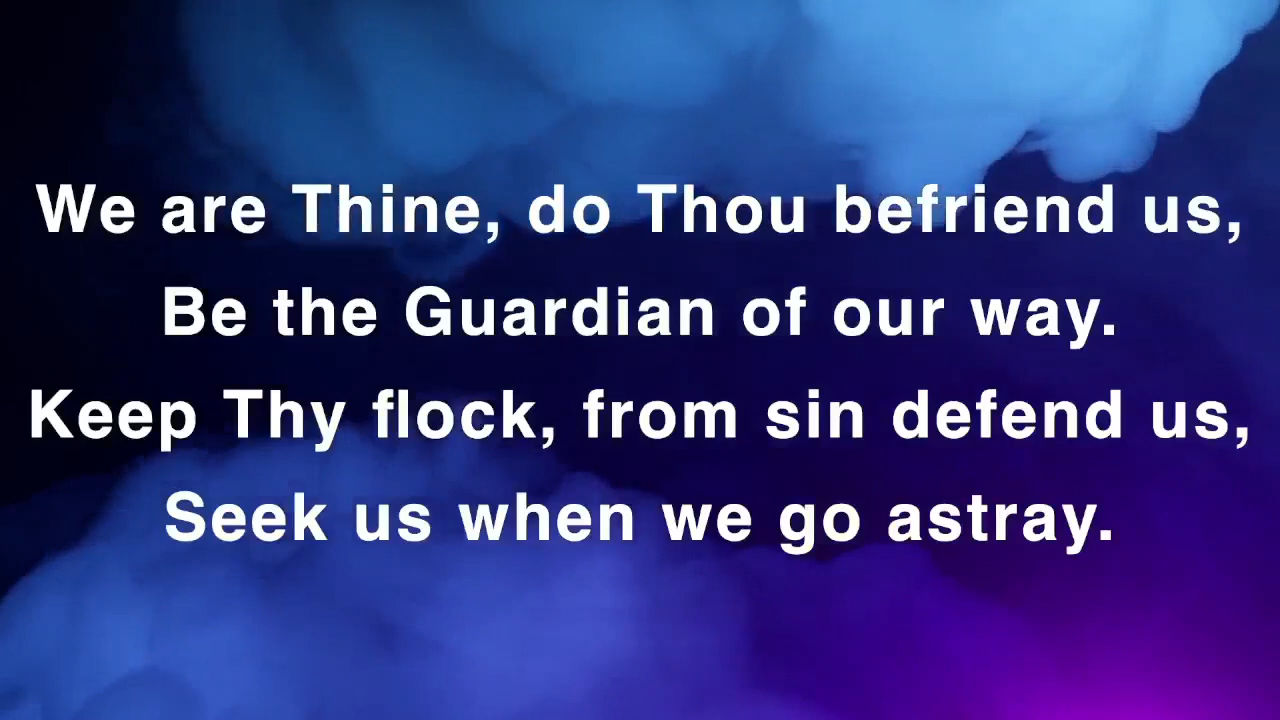 We are Thine, do Thou befriend us,
Be the Guardian of our way.
Keep Thy flock, from sin defend us,
Seek us when we go astray.